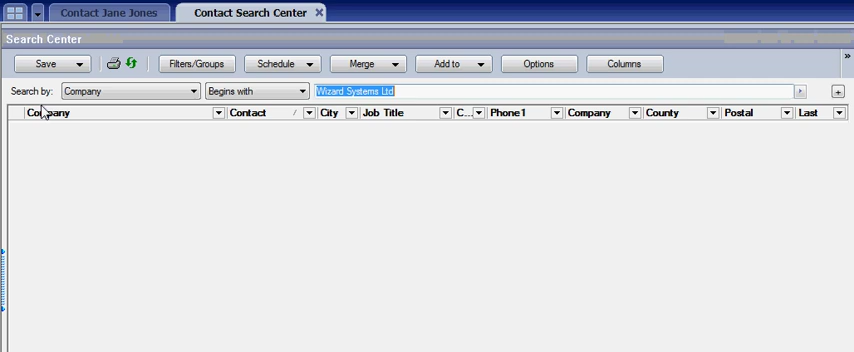 Contact Jane Jones Contact Search Center
Search Center
Save Filters/Groups Schedule Merge Add to Options Columns »
Search by: Company Begins with Wizard Systems Ltd
Company Contact City Job Title C... Phone1 Company County Postal Last